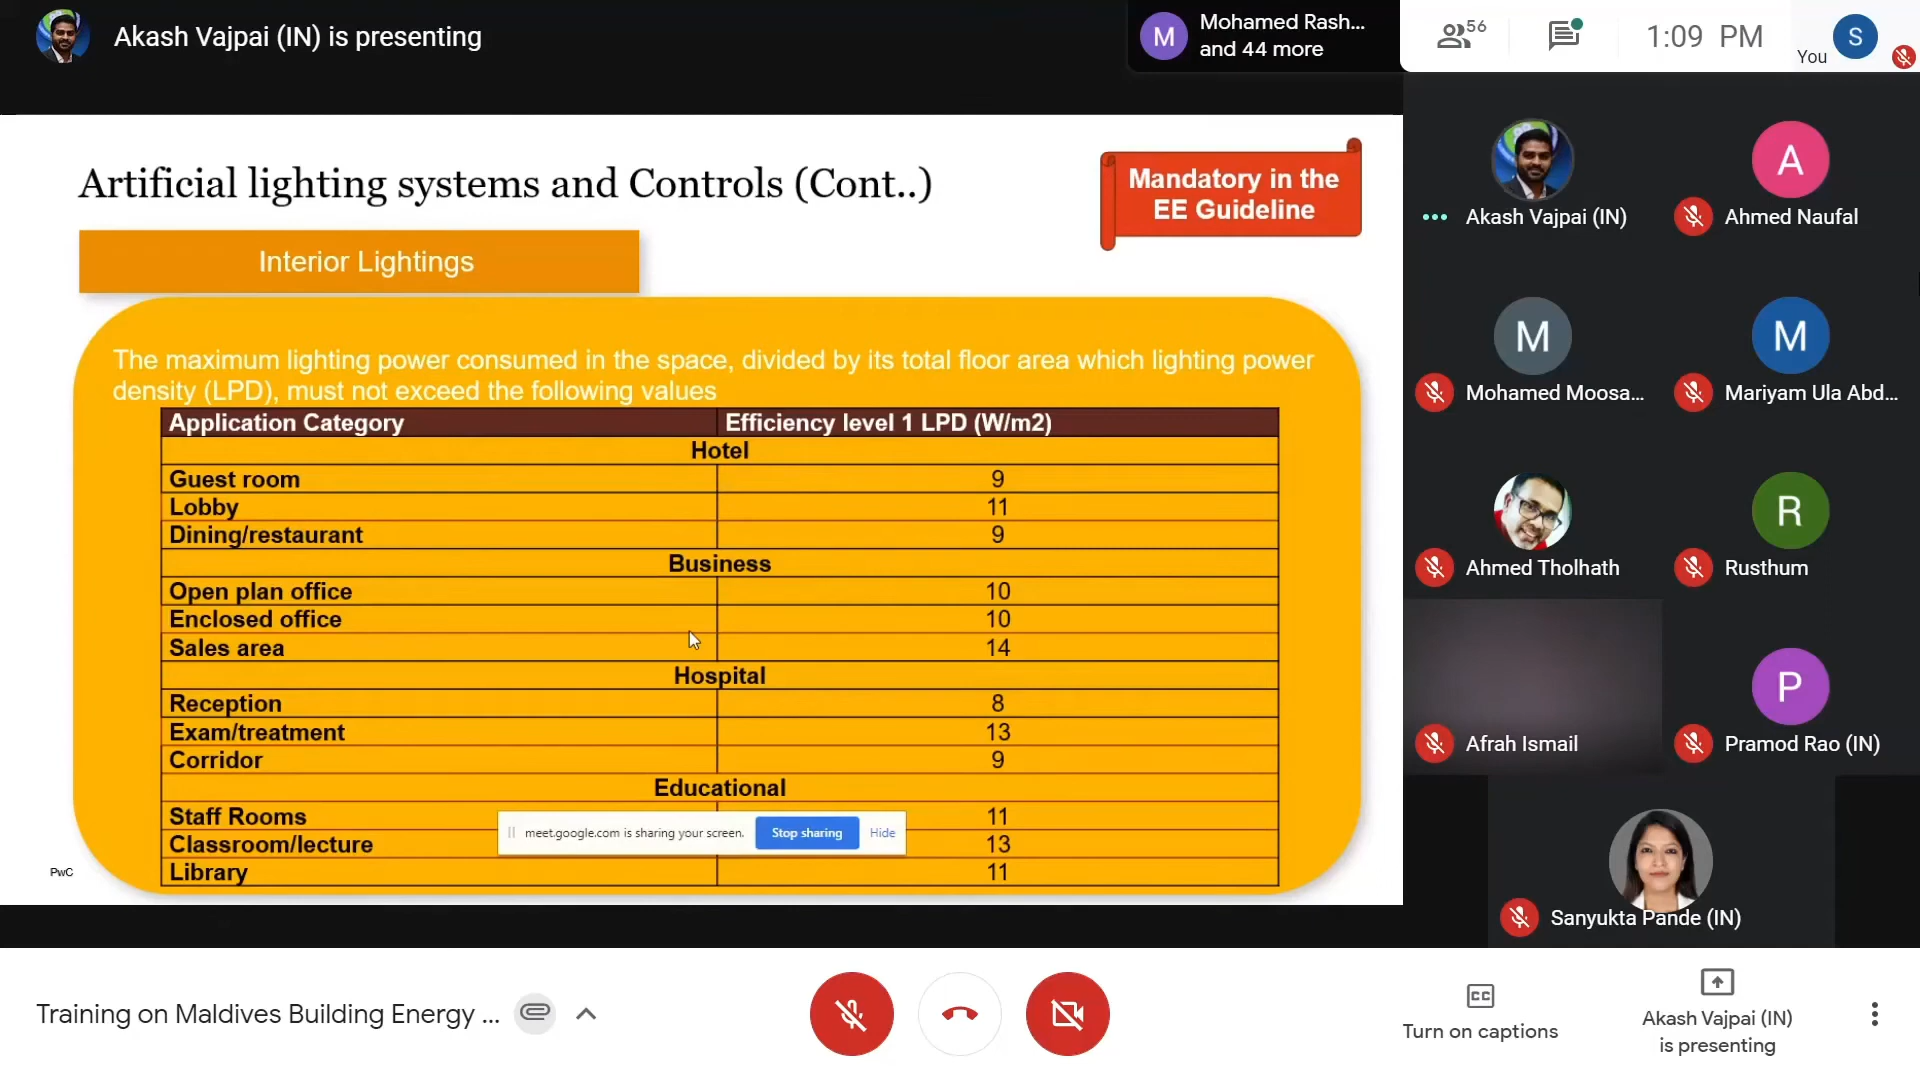 Akash Vajpai (IN) is presenting
M
Mohamed Rash...
and 44 more
56
1:09 PM
You
S
Artificial lighting systems and Controls (Cont..)
Mandatory in the
EE Guideline
Interior Lightings
The maximum lighting power consumed in the space, divided by its total floor area which lighting power
density (LPD), must not exceed the following values
Application Category Efficiency level 1 LPD (W/m2)
Hotel
Guest room 9
Lobby 11
Dining/restaurant 9
Business
Open plan office 10
Enclosed office 10
Sales area 14
Hospital
Reception 8
Exam/treatment 13
Corridor 9
Educational
Staff Rooms 11
Classroom/lecture 13
Library 11
meet.google.com is sharing your screen. Stop sharing Hide
PwC
Akash Vajpai (IN)
A
Ahmed Naufal
M
Mohamed Moosa...
M
Mariyam Ula Abd...
Ahmed Tholhath
R
Rusthum
Afrah Ismail
P
Pramod Rao (IN)
Sanyukta Pande (IN)
Training on Maldives Building Energy ...
CC
Turn on captions
Akash Vajpai (IN)
is presenting